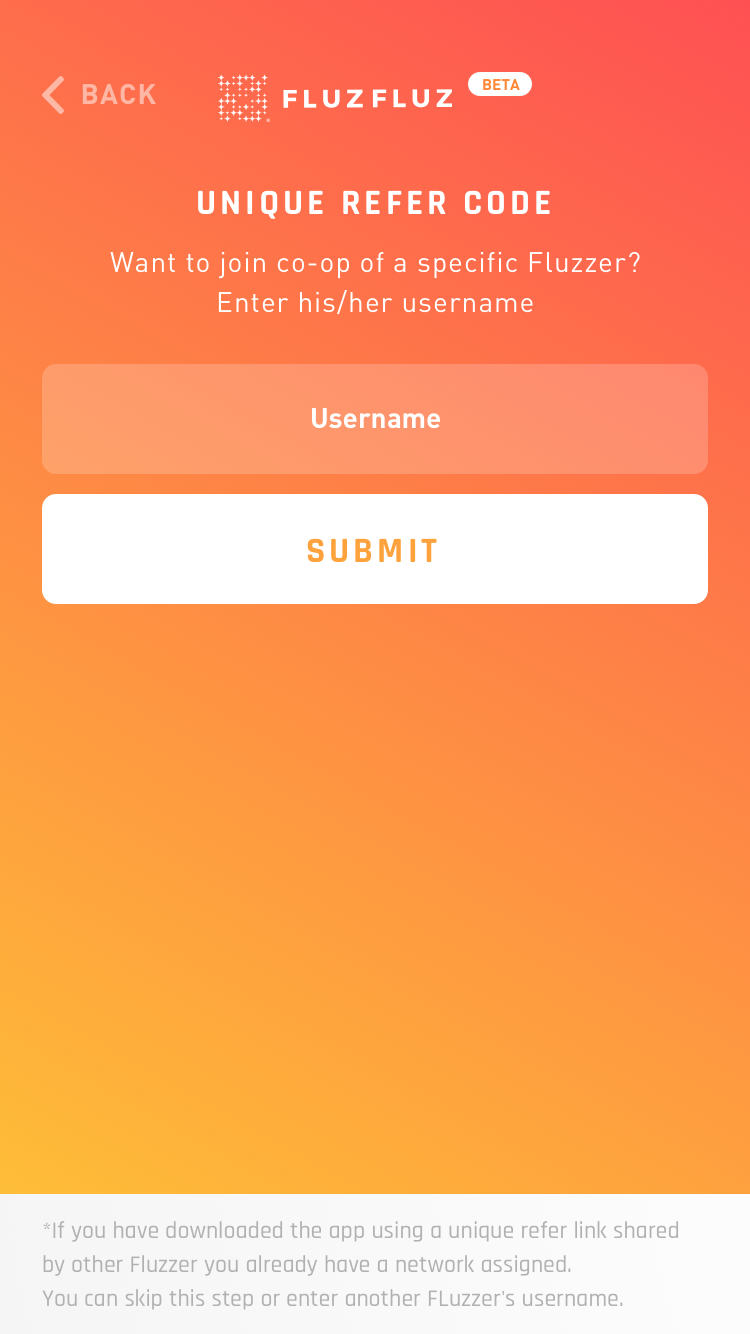 BACK
FLUZ FLUZ
BETA
UNIQUE REFER CODE
Want to join co-op of a specific Fluzzer?
Enter his/her username
Username
SUBMIT
*If you have downloaded the app using a unique refer link shared
by other Fluzzer you already have a network assigned.
You can skip this step or enter another FLuzzer's username.